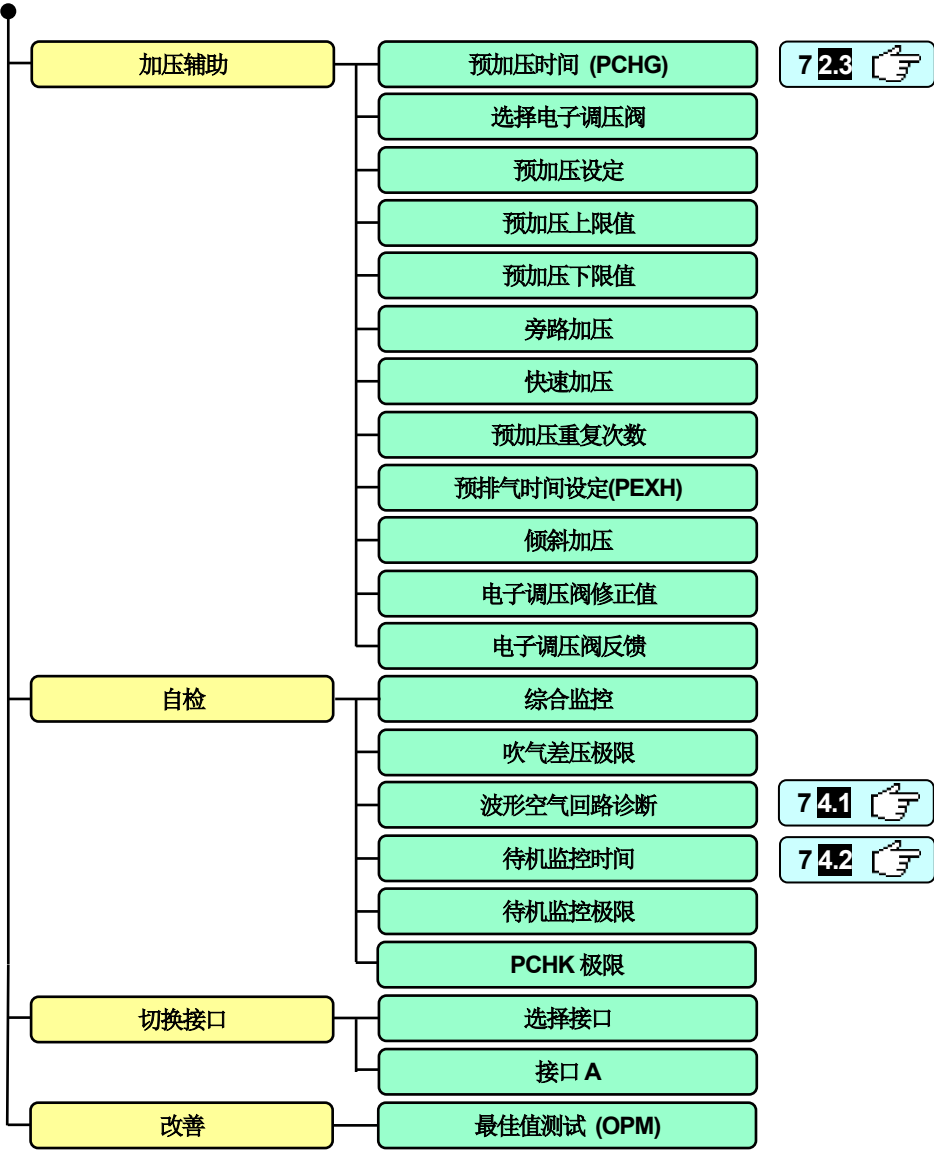 加压辅助
预加压时间 (PCHG)
7 2.3
选择电子调压阀
预加压设定
预加压上限值
预加压下限值
旁路加压
快速加压
预加压重复次数
预排气时间设定(PEXH)
倾斜加压
电子调压阀修正值
电子调压阀反馈
自检
综合监控
吹气差压极限
波形空气回路诊断
7 4.1
待机监控时间
7 4.2
待机监控极限
PCHK 极限
切换接口
选择接口
接口 A
改善
最佳值测试 (OPM)